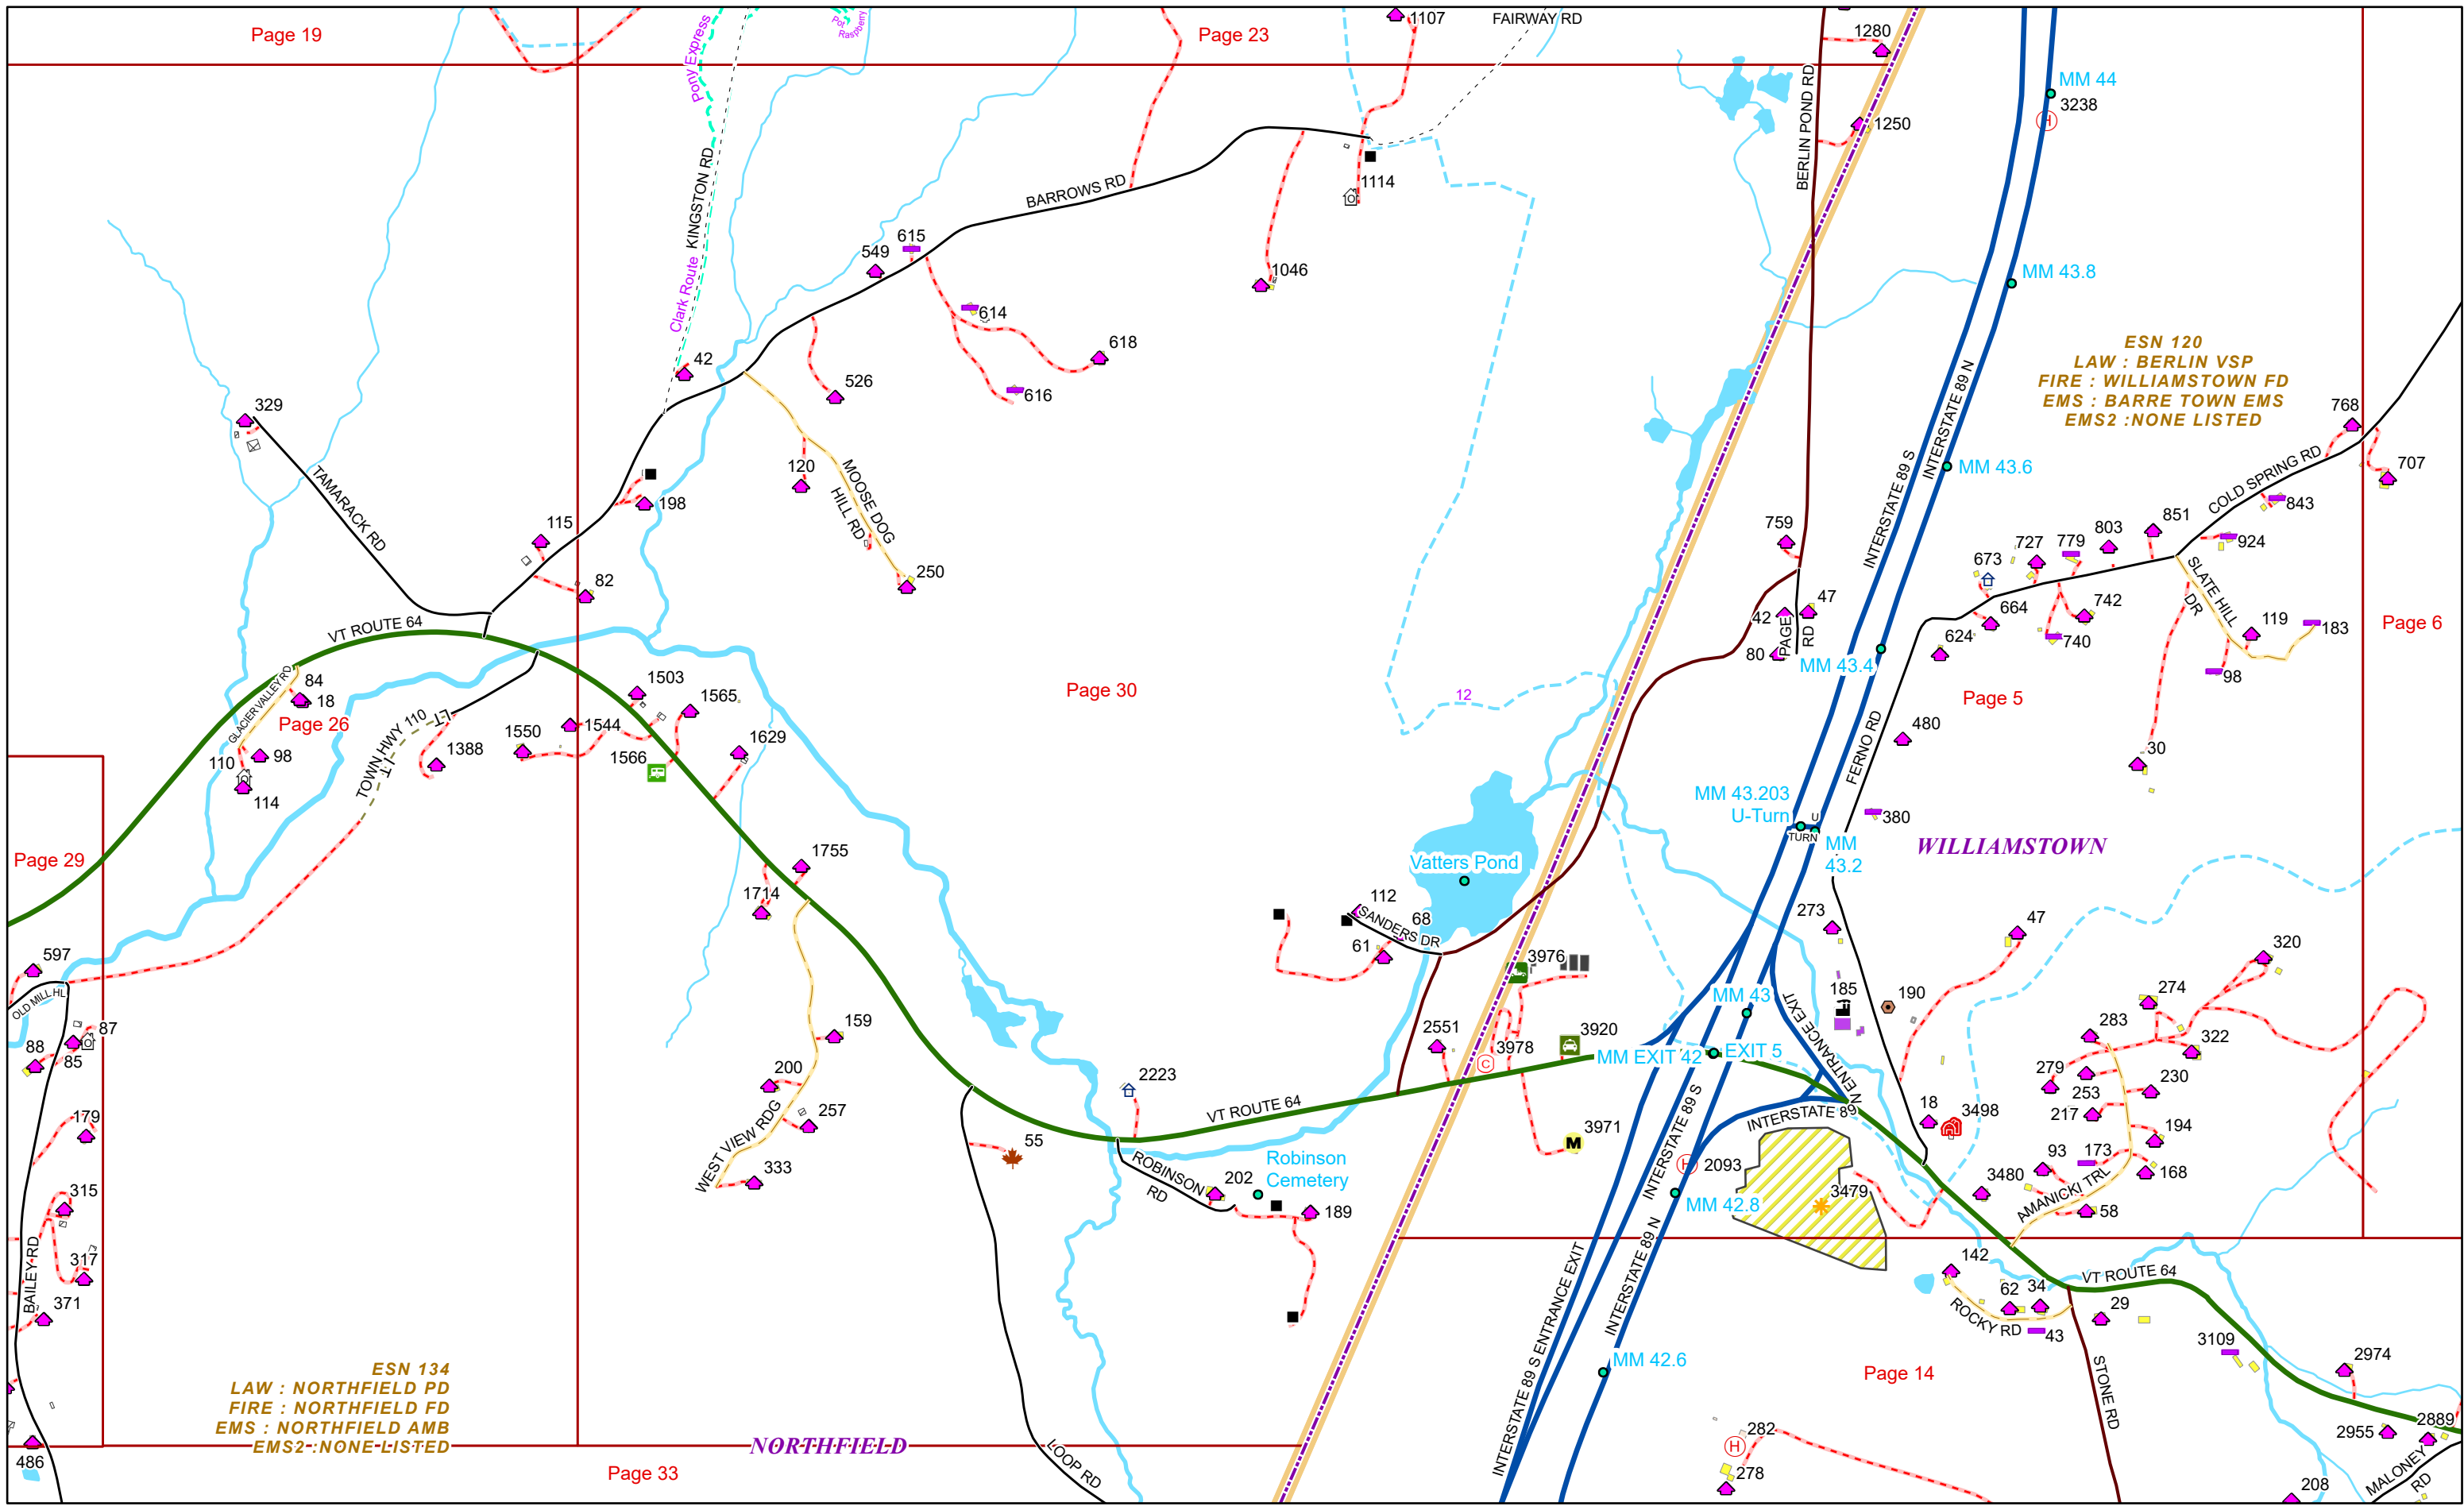 Page 19
Pony Express
Pot
Raspberry
Page 23
1107
FAIRWAY RD
1280
MM 44
3238
H
BERLIN POND RD
1250
KINGSTON RD
Clark Route
BARROWS RD
1114
615
549
1046
MM 43.8
614
618
42
526
616
ESN 120
LAW : BERLIN VSP
FIRE : WILLIAMSTOWN FD
EMS : BARRE TOWN EMS
EMS2 :NONE LISTED
329
TAMARACK RD
120
MOOSE DOG
HILL RD
198
115
82
250
INTERSTATE 89 S
INTERSTATE 89 N
MM 43.6
768
707
COLD SPRING RD
843
924
851
803
779
727
673
759
47
42
PAGE
RD
80
MM 43.4
664
624
742
740
SLATE HILL
DR
119
183
98
Page 6
VT ROUTE 64
GLACIER VALLEY RD
84
18
Page 26
98
110
114
TOWN HWY 110
1388
1503
1565
1544
1550
1566
1629
Page 30
12
Page 5
480
30
FERNO RD
MM 43.203
U-Turn
U
TURN
MM
43.2
380
WILLIAMSTOWN
Page 29
1755
1714
Vatters Pond
112
68
SANDERS DR
61
3976
273
47
320
597
OLD MILL HL
87
88
85
159
200
257
WEST VIEW RDG
333
2551
3978
C
3920
MM EXIT 42
EXIT 5
MM 43
ENTRANCE EXIT
185
190
274
283
322
279
253
230
217
194
18
3498
93
173
168
3480
AMANICKI TRL
58
179
315
317
BAILEY RD
371
2223
VT ROUTE 64
55
ROBINSON
RD
202
Robinson
Cemetery
189
3971
M
INTERSTATE 89 S
INTERSTATE 89 N
H
2093
MM 42.8
3479
INTERSTATE 89 N
INTERSTATE 89 S ENTRANCE EXIT
142
62
34
ROCKY RD
43
29
VT ROUTE 64
3109
STONE RD
2974
MM 42.6
Page 14
ESN 134
LAW : NORTHFIELD PD
FIRE : NORTHFIELD FD
EMS : NORTHFIELD AMB
EMS2 :NONE LISTED
NORTHFIELD
Page 33
LOOP RD
486
282
H
278
2955
2889
MALONEY
RD
208